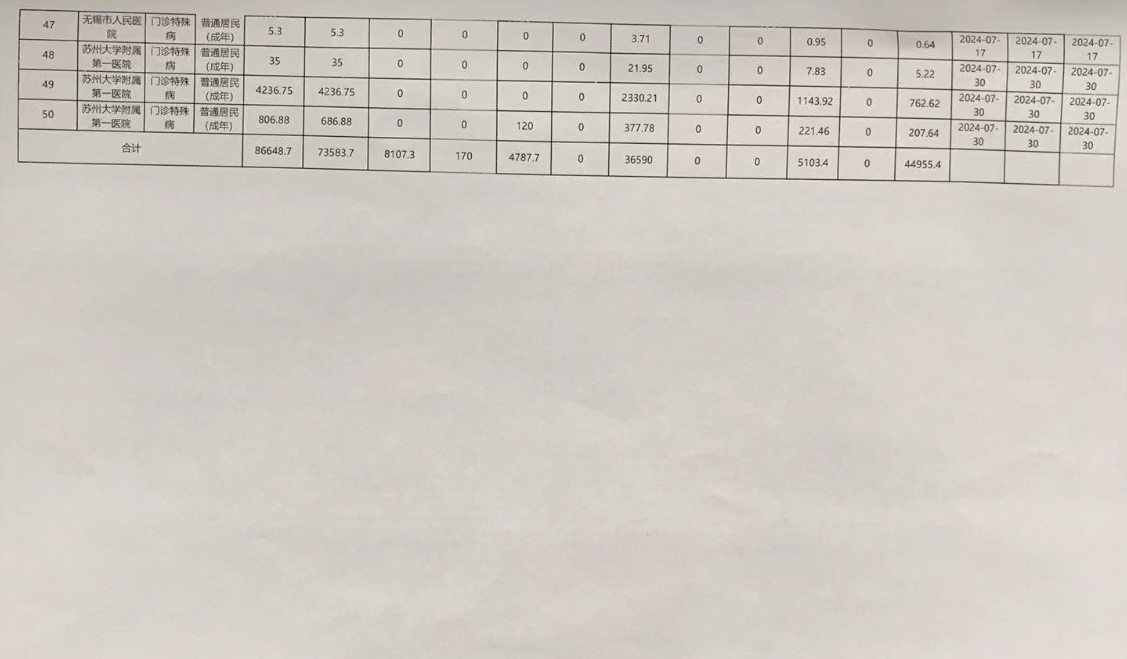 47 无锡市人民医院 门诊特殊病 普通居民(成年) 5.3 5.3 0 0 0 0 3.71 0 0 0.95 0 0.64 2024-07-17 2024-07-17 2024-07-17
48 苏州大学附属第一医院 门诊特殊病 普通居民(成年) 35 35 0 0 0 0 21.95 0 0 7.83 0 5.22 2024-07-30 2024-07-30 2024-07-30
49 苏州大学附属第一医院 门诊特殊病 普通居民(成年) 4236.75 4236.75 0 0 0 0 2330.21 0 0 1143.92 0 762.62 2024-07-30 2024-07-30 2024-07-30
50 苏州大学附属第一医院 门诊特殊病 普通居民(成年) 806.88 686.88 0 0 120 0 377.78 0 0 221.46 0 207.64 2024-07-30 2024-07-30 2024-07-30
合计 86648.7 73583.7 8107.3 170 4787.7 0 36590 0 0 5103.4 0 44955.4